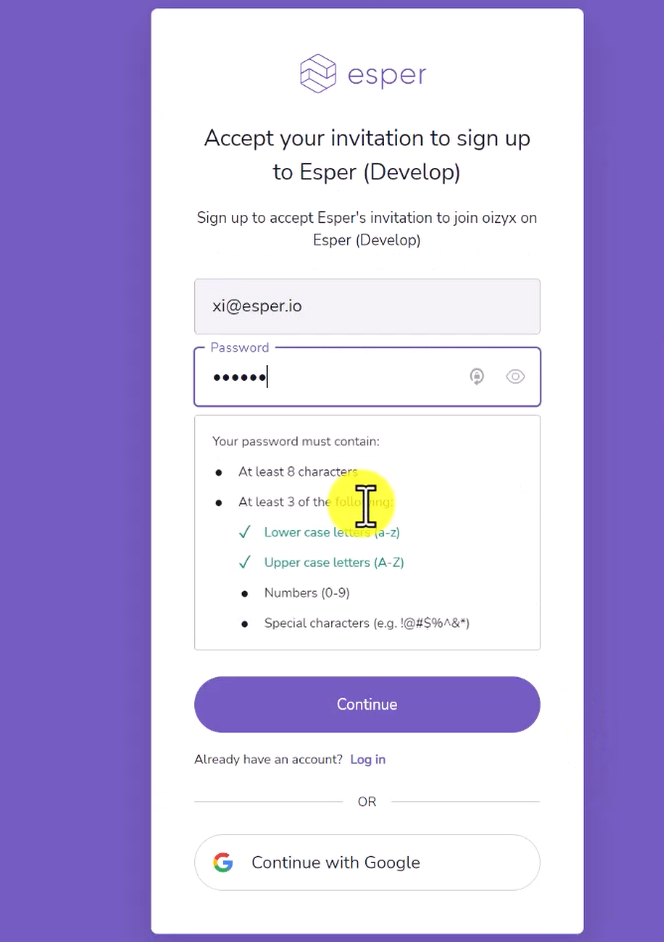 esper
Accept your invitation to sign up
to Esper (Develop)
Sign up to accept Esper's invitation to join oizyx on
Esper (Develop)
xi@esper.io
Password
••••••
Your password must contain:
• At least 8 characters
• At least 3 of the following:
✓ Lower case letters (a-z)
✓ Upper case letters (A-Z)
• Numbers (0-9)
• Special characters (e.g. !@#$%^&*)
Continue
Already have an account? Log in
OR
Continue with Google